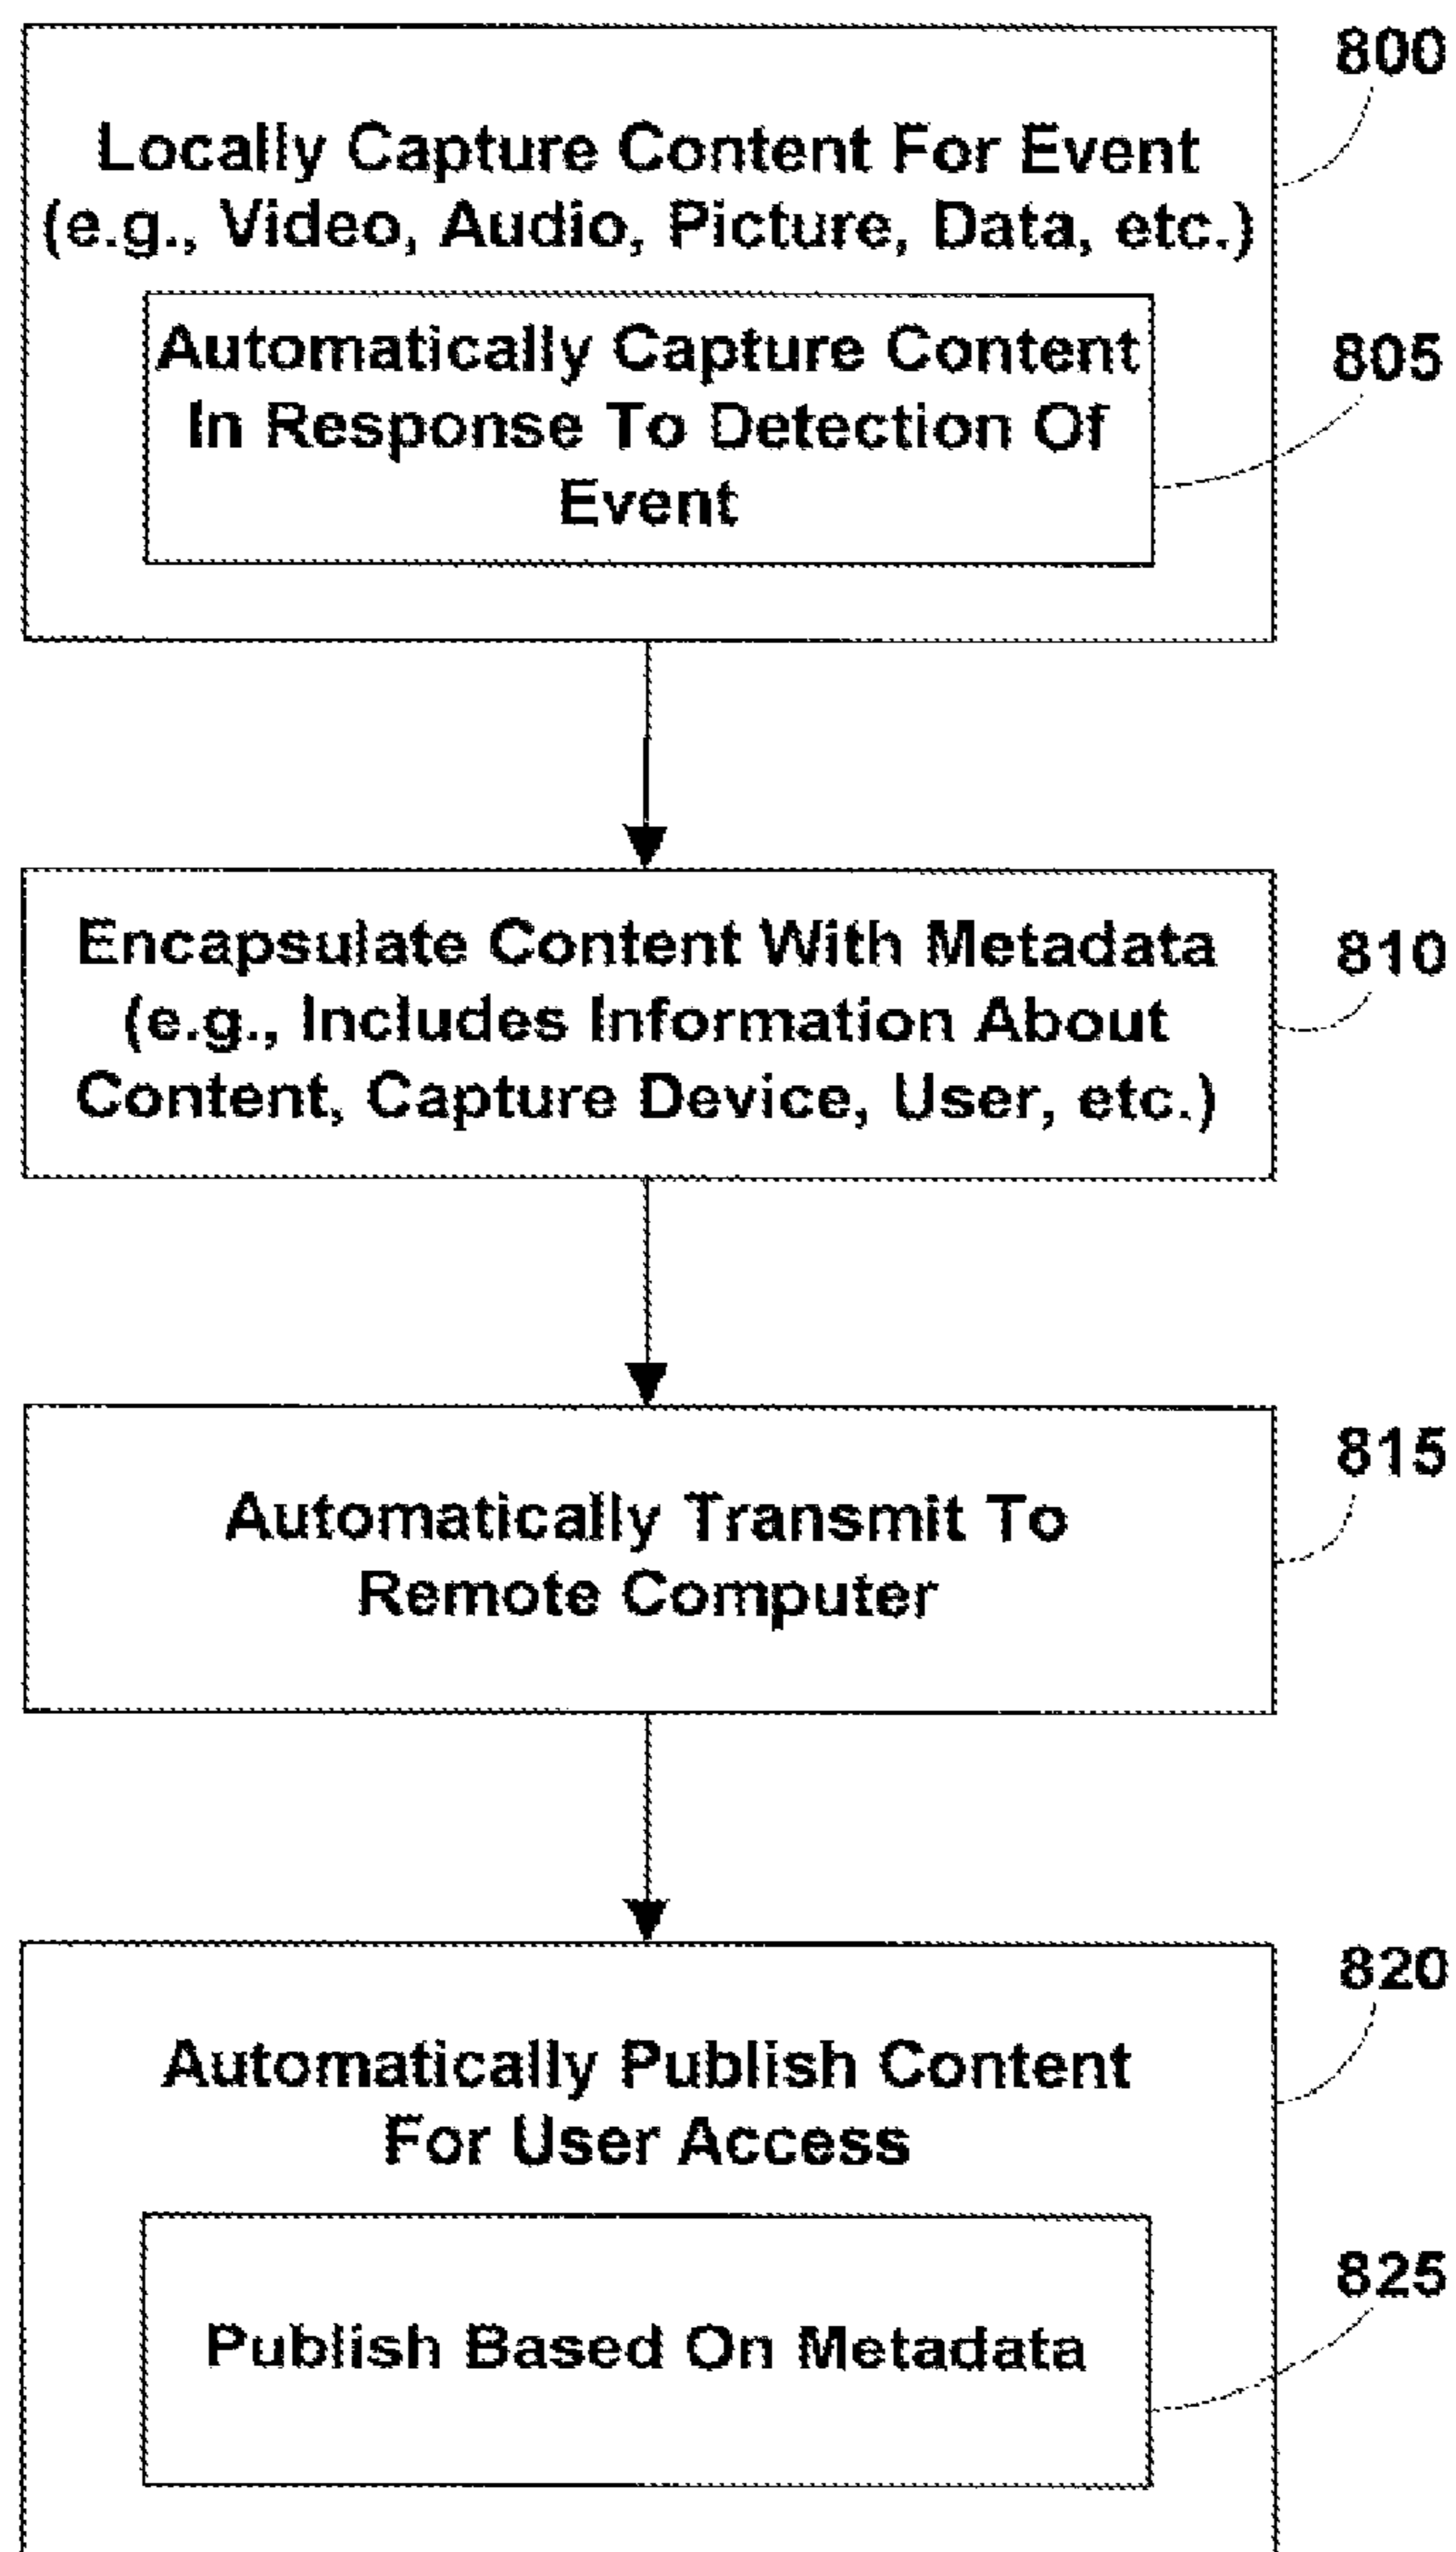 800
Locally Capture Content For Event
(e.g., Video, Audio, Picture, Data, etc.)
805
Automatically Capture Content
In Response To Detection Of
Event
810
Encapsulate Content With Metadata
(e.g., Includes Information About
Content, Capture Device, User, etc.)
815
Automatically Transmit To
Remote Computer
820
Automatically Publish Content
For User Access
825
Publish Based On Metadata